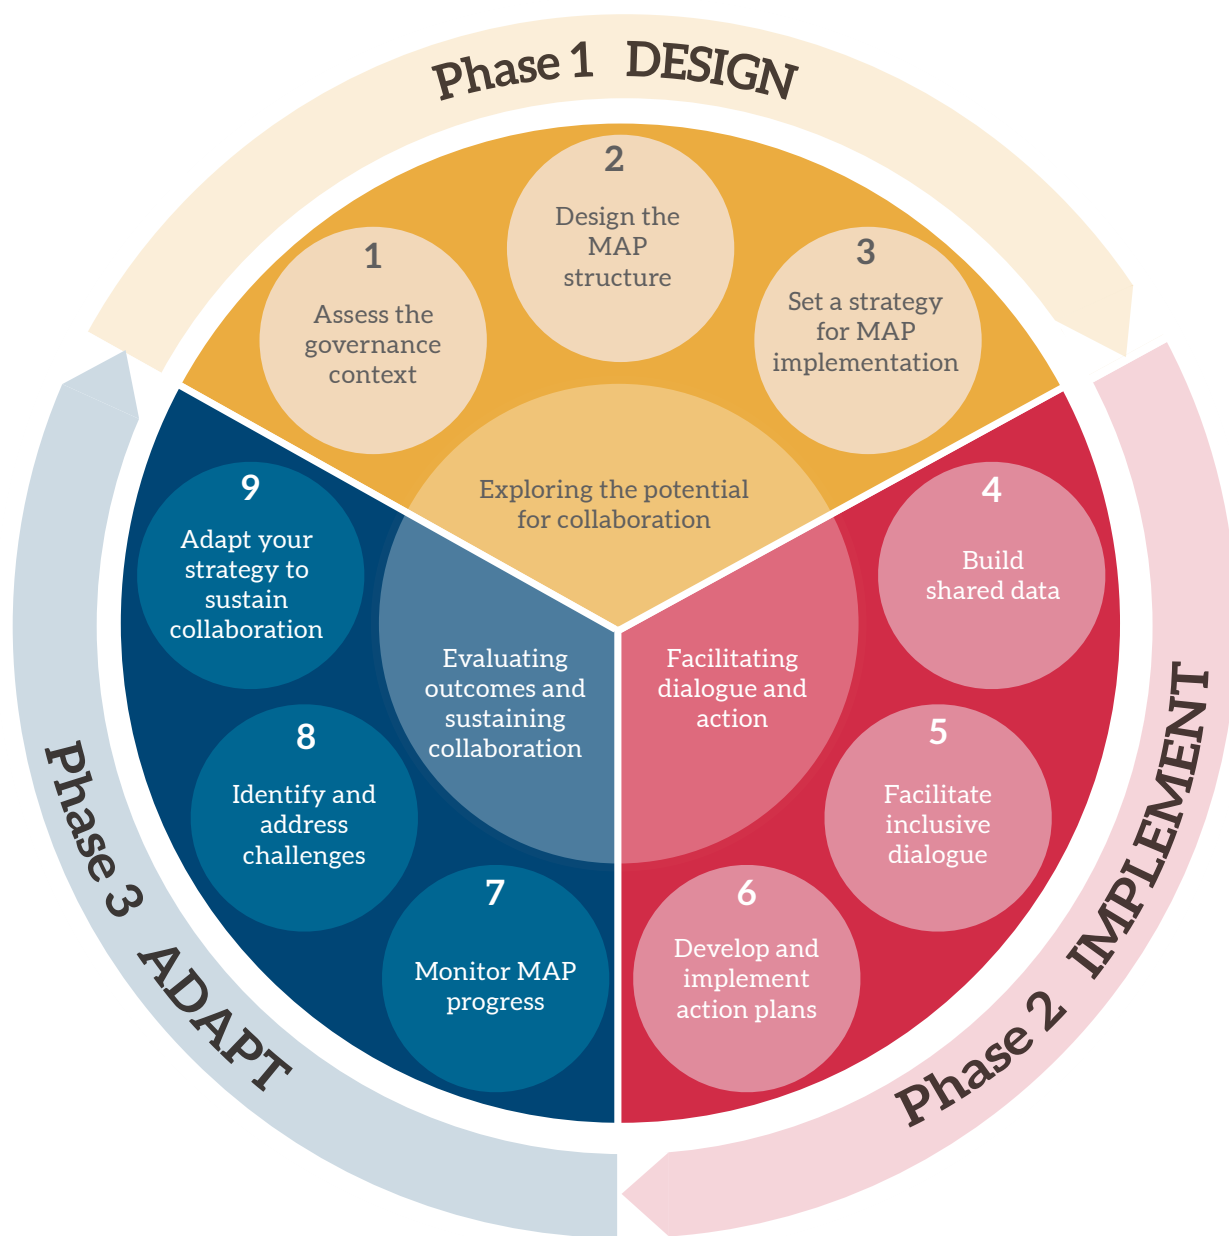 Phase 1 DESIGN
1
Assess the
governance
context
2
Design the
MAP
structure
3
Set a strategy
for MAP
implementation
Exploring the potential
for collaboration
Phase 2 IMPLEMENT
4
Build
shared data
5
Facilitate
inclusive
dialogue
6
Develop and
implement
action plans
Facilitating
dialogue and
action
Phase 3 ADAPT
7
Monitor MAP
progress
8
Identify and
address
challenges
9
Adapt your
strategy to
sustain
collaboration
Evaluating
outcomes and
sustaining
collaboration